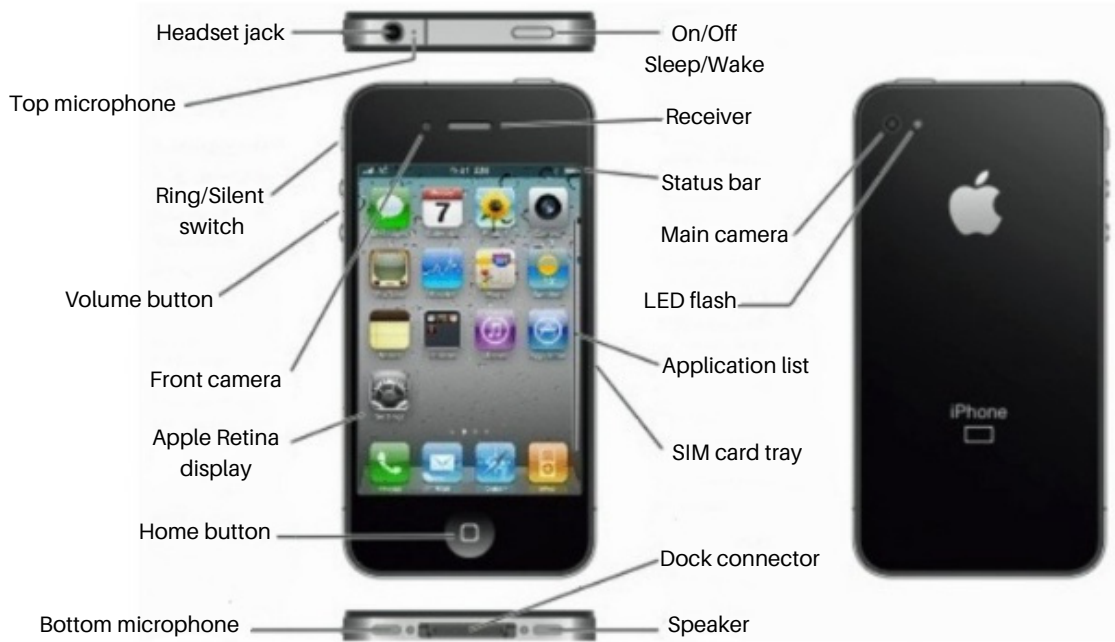 Headset jack
On/Off
Sleep/Wake
Top microphone
Receiver
Ring/Silent
switch
Status bar
Main camera
Volume button
LED flash
Front camera
Application list
Apple Retina
display
SIM card tray
Home button
Dock connector
Bottom microphone
Speaker
7
iPhone